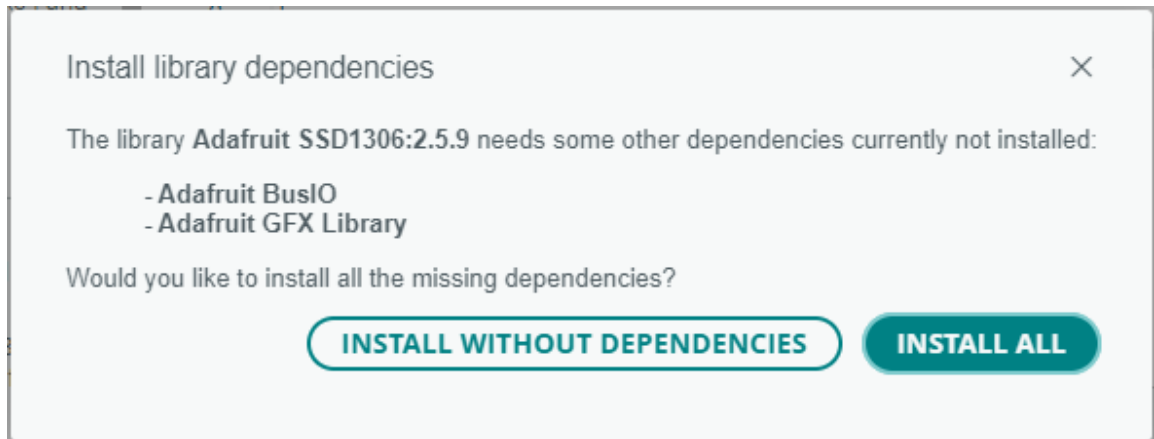 Install library dependencies
The library Adafruit SSD1306:2.5.9 needs some other dependencies currently not installed:
- Adafruit BusIO
- Adafruit GFX Library
Would you like to install all the missing dependencies?
INSTALL WITHOUT DEPENDENCIES INSTALL ALL